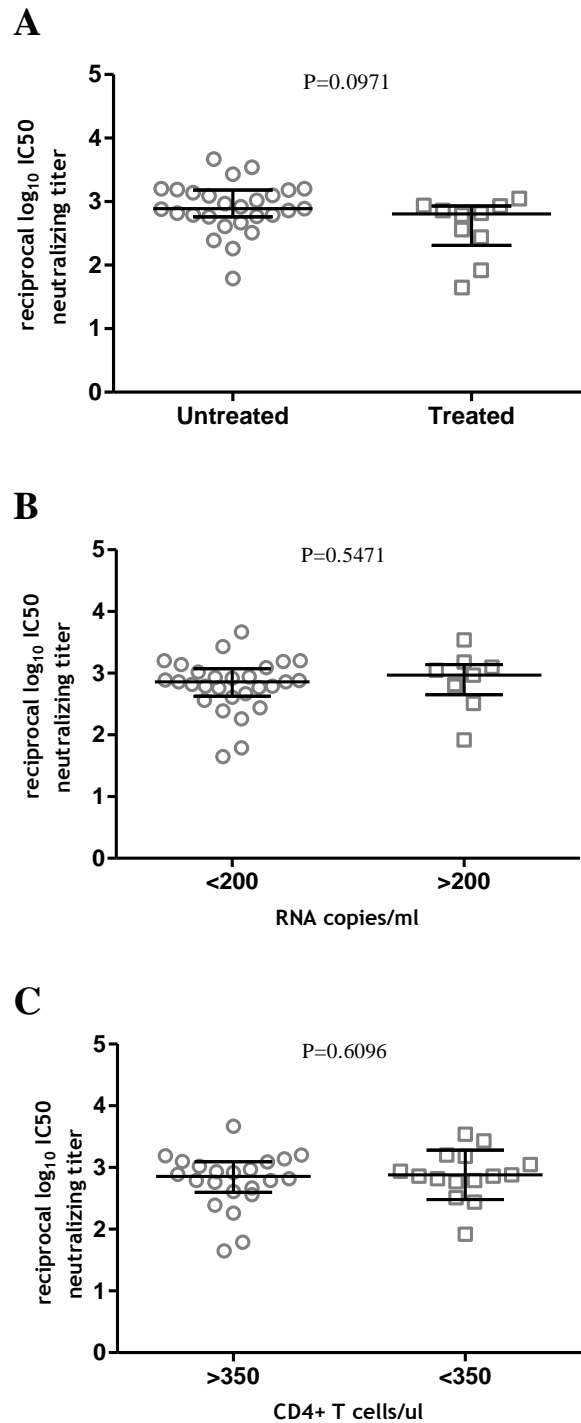 A
P=0.0971
reciprocal log₁₀ IC50
neutralizing titer
5
4
3
2
1
0
Untreated Treated
B
P=0.5471
reciprocal log₁₀ IC50
neutralizing titer
5
4
3
2
1
0
<200 >200
RNA copies/ml
C
P=0.6096
reciprocal log₁₀ IC50
neutralizing titer
5
4
3
2
1
0
>350 <350
CD4+ T cells/ul